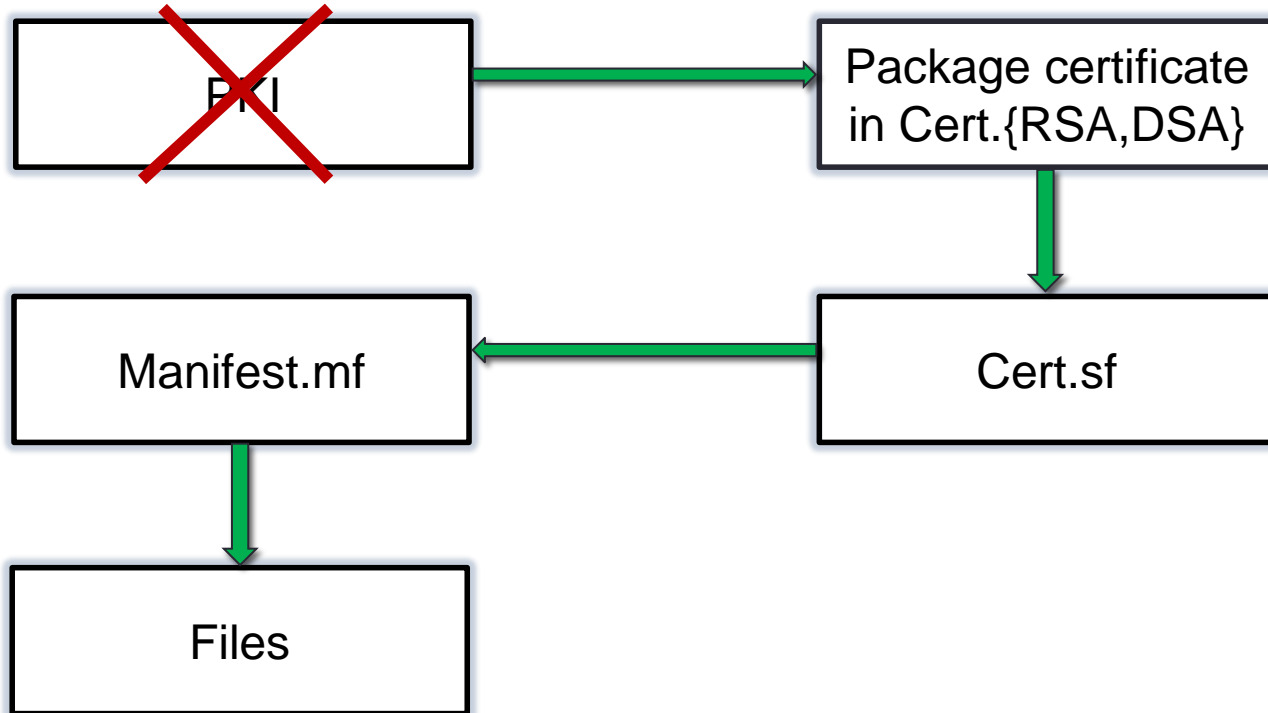 PKI
Package certificate
in Cert.{RSA,DSA}
Manifest.mf
Cert.sf
Files